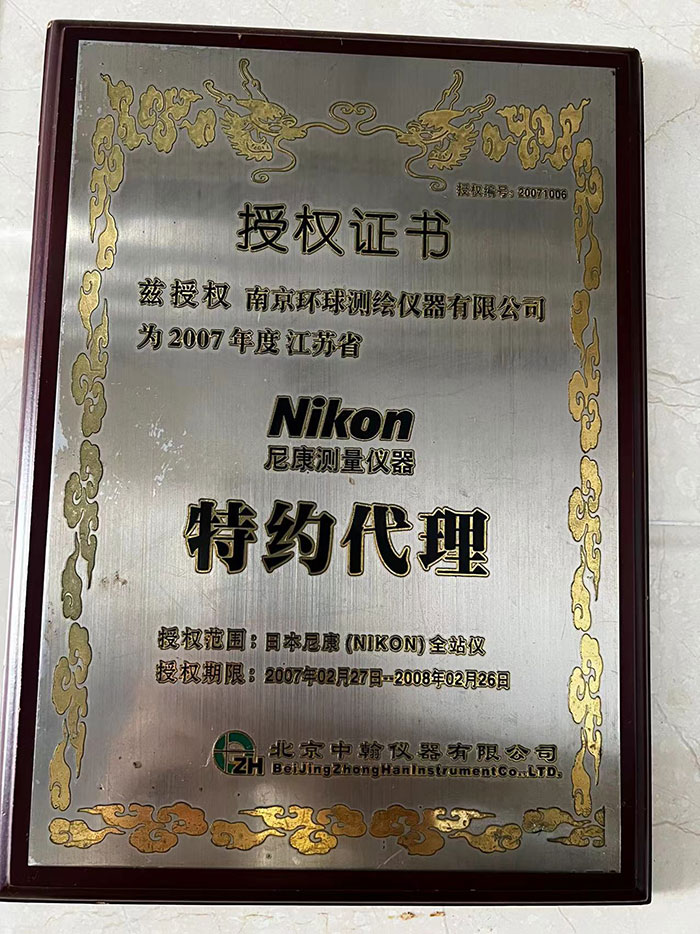 授权编号：20071006
授权证书
兹授权 南京环球测绘仪器有限公司
为 2007 年度 江苏省
Nikon
尼康测量仪器
特约代理
授权范围：日本尼康 (NIKON) 全站仪
授权期限：2007年02月27日--2008年02月26日
ZH 北京中翰仪器有限公司
BeiJingZhongHanInstrumentCo.,LTD.